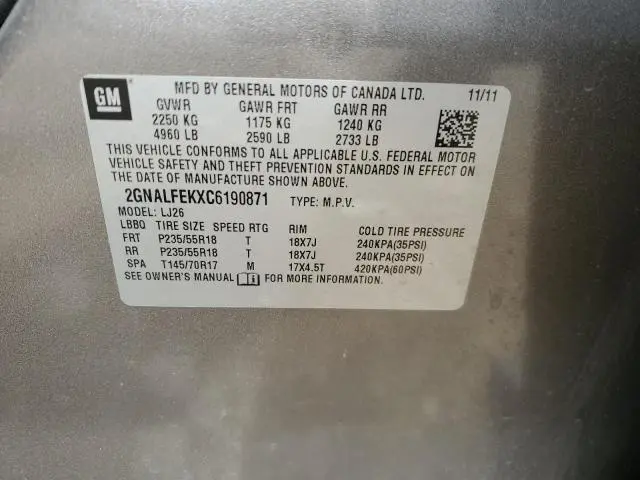 GM
MFD BY GENERAL MOTORS OF CANADA LTD. 11/11
GVWR GAWR FRT GAWR RR
2250 KG 1175 KG 1240 KG
4960 LB 2590 LB 2733 LB
THIS VEHICLE CONFORMS TO ALL APPLICABLE U.S. FEDERAL MOTOR
VEHICLE SAFETY AND THEFT PREVENTION STANDARDS IN EFFECT ON
THE DATE OF MANUFACTURE SHOWN ABOVE.
2GNALFEKXC6190871 TYPE: M.P.V.
MODEL: LJ26
LBBQ TIRE SIZE SPEED RTG RIM COLD TIRE PRESSURE
FRT P235/55R18 T 18X7J 240KPA(35PSI)
RR P235/55R18 T 18X7J 240KPA(35PSI)
SPA T145/70R17 M 17X4.5T 420KPA(60PSI)
SEE OWNER'S MANUAL FOR MORE INFORMATION.